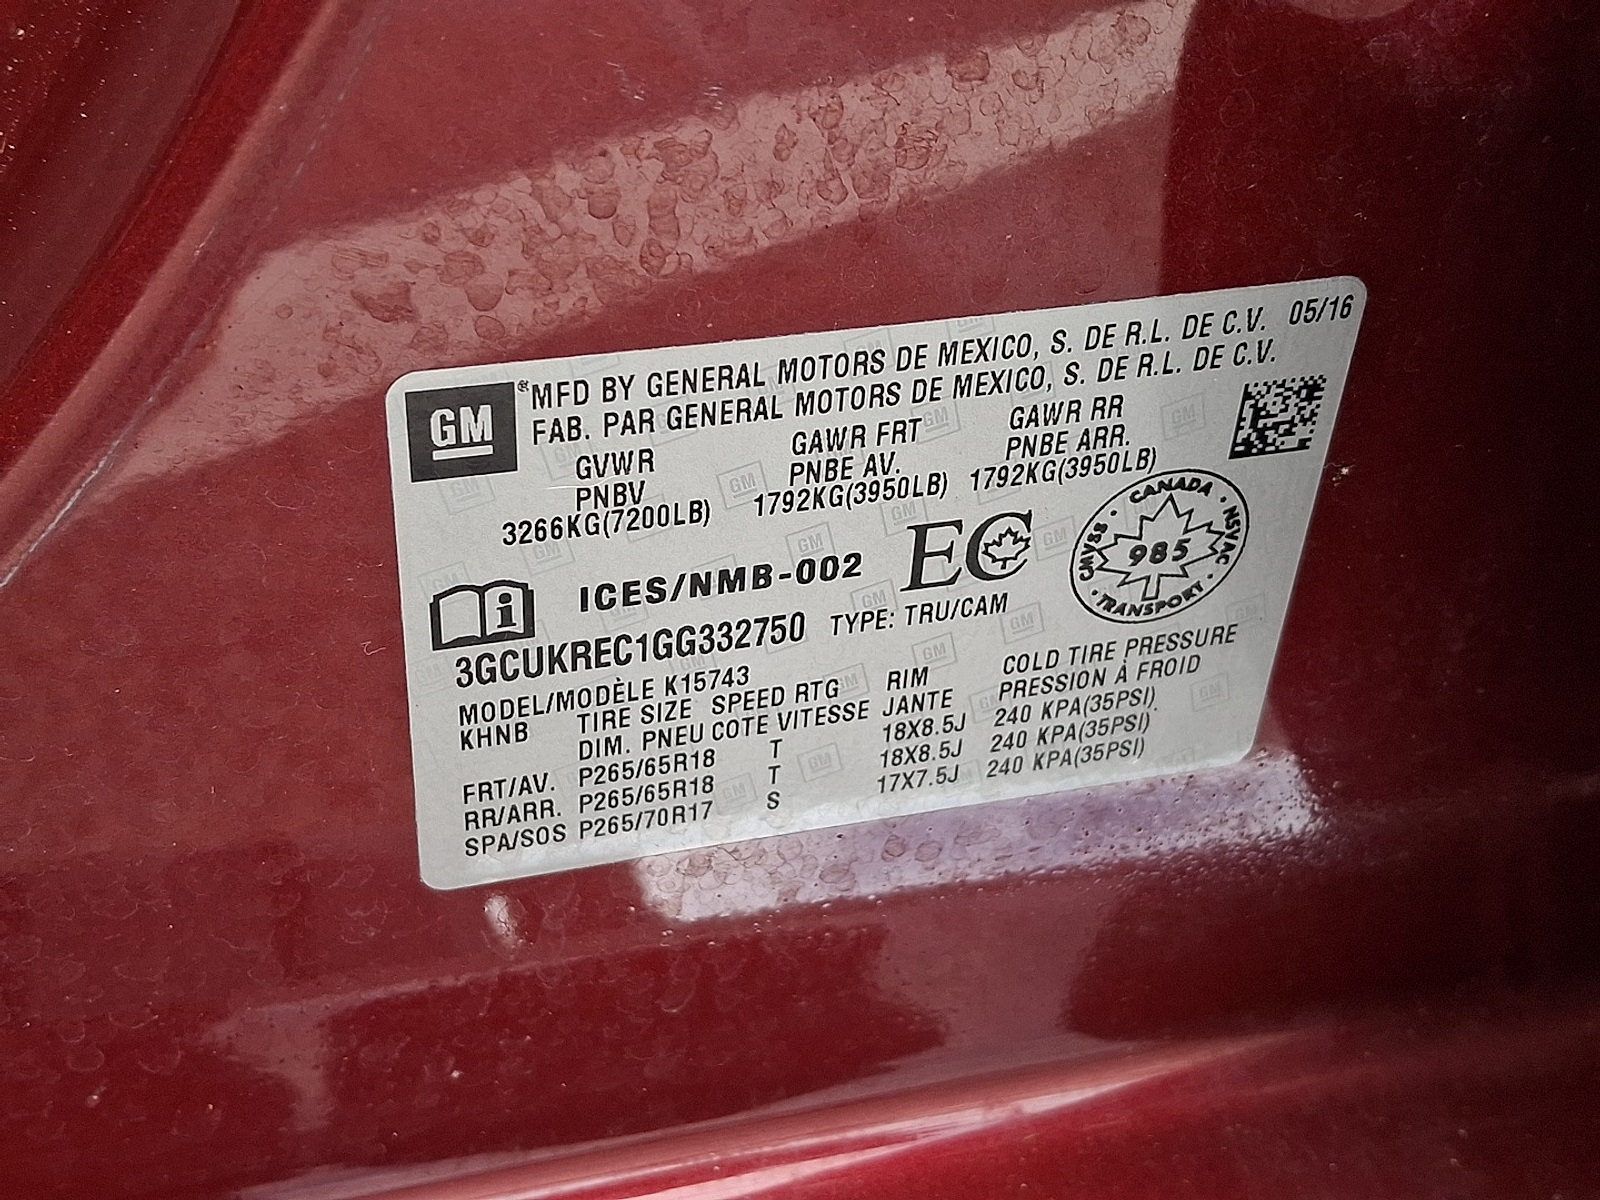 GM ® MFD BY GENERAL MOTORS DE MEXICO, S. DE R.L. DE C.V. 05/16
FAB. PAR GENERAL MOTORS DE MEXICO, S. DE R.L. DE C.V.
GVWR GAWR FRT GAWR RR
PNBV PNBE AV. PNBE ARR.
3266KG(7200LB) 1792KG(3950LB) 1792KG(3950LB)
i ICES/NMB-002 EC
CANADA · NSVAC · TRANSPORT · CMVSS ·
985
3GCUKREC1GG332750 TYPE: TRU/CAM
MODEL/MODÈLE K15743
KHNB TIRE SIZE SPEED RTG RIM COLD TIRE PRESSURE
DIM. PNEU COTE VITESSE JANTE PRESSION À FROID
FRT/AV. P265/65R18 T 18X8.5J 240 KPA(35PSI)
RR/ARR. P265/65R18 T 18X8.5J 240 KPA(35PSI)
SPA/SOS P265/70R17 S 17X7.5J 240 KPA(35PSI)